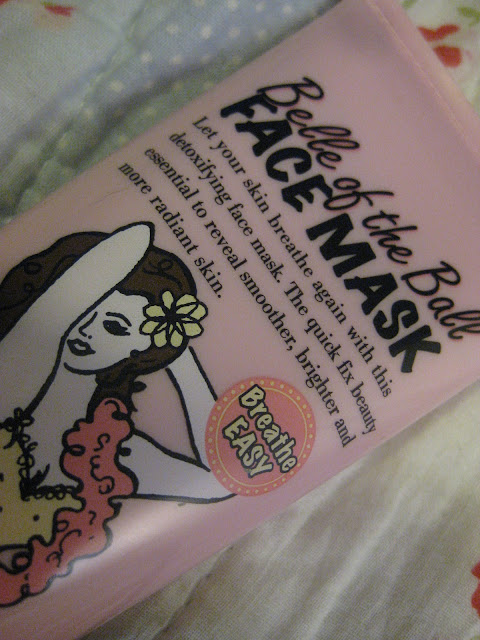 Belle of the Ball
FACE MASK
Let your skin breathe again with this
detoxifying face mask. The quick fix beauty
essential to reveal smoother, brighter and
more radiant skin.
Breathe
EASY